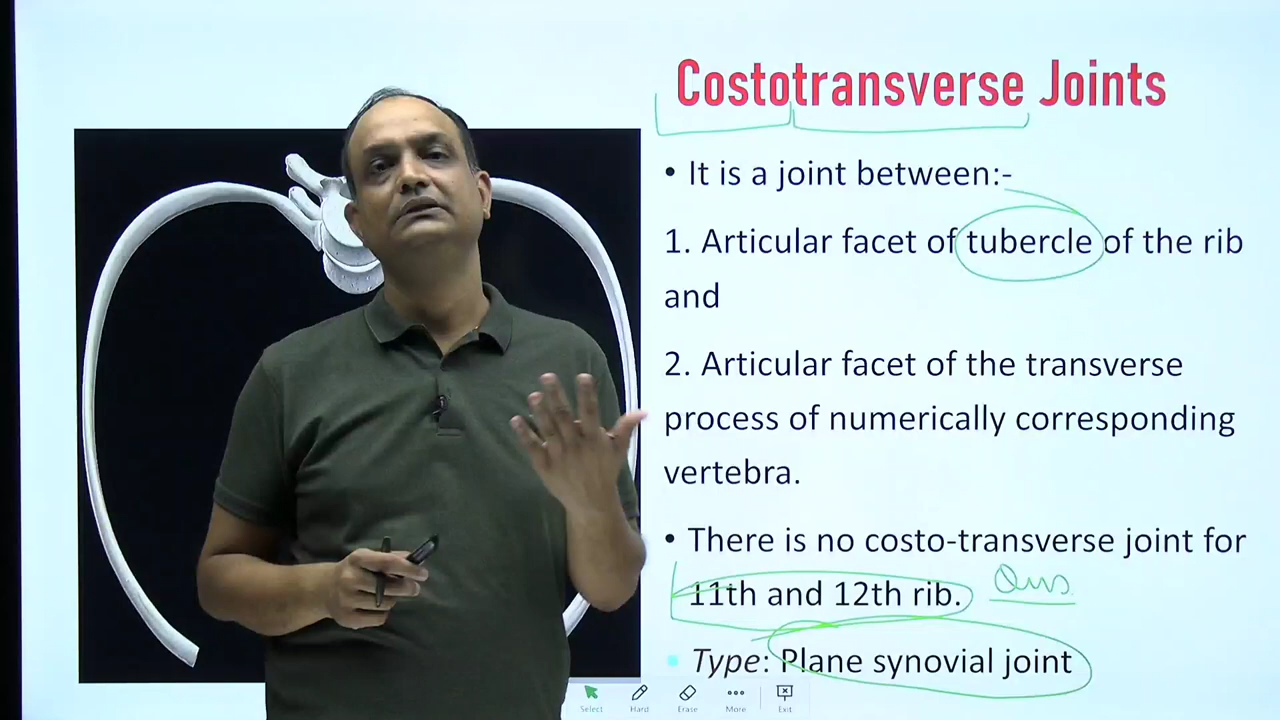 Costotransverse Joints
• It is a joint between:-
1. Articular facet of tubercle of the rib
and
2. Articular facet of the transverse
process of numerically corresponding
vertebra.
• There is no costo-transverse joint for
11th and 12th rib.
Ques
• Type: Plane synovial joint
Select Hard Erase More Exit